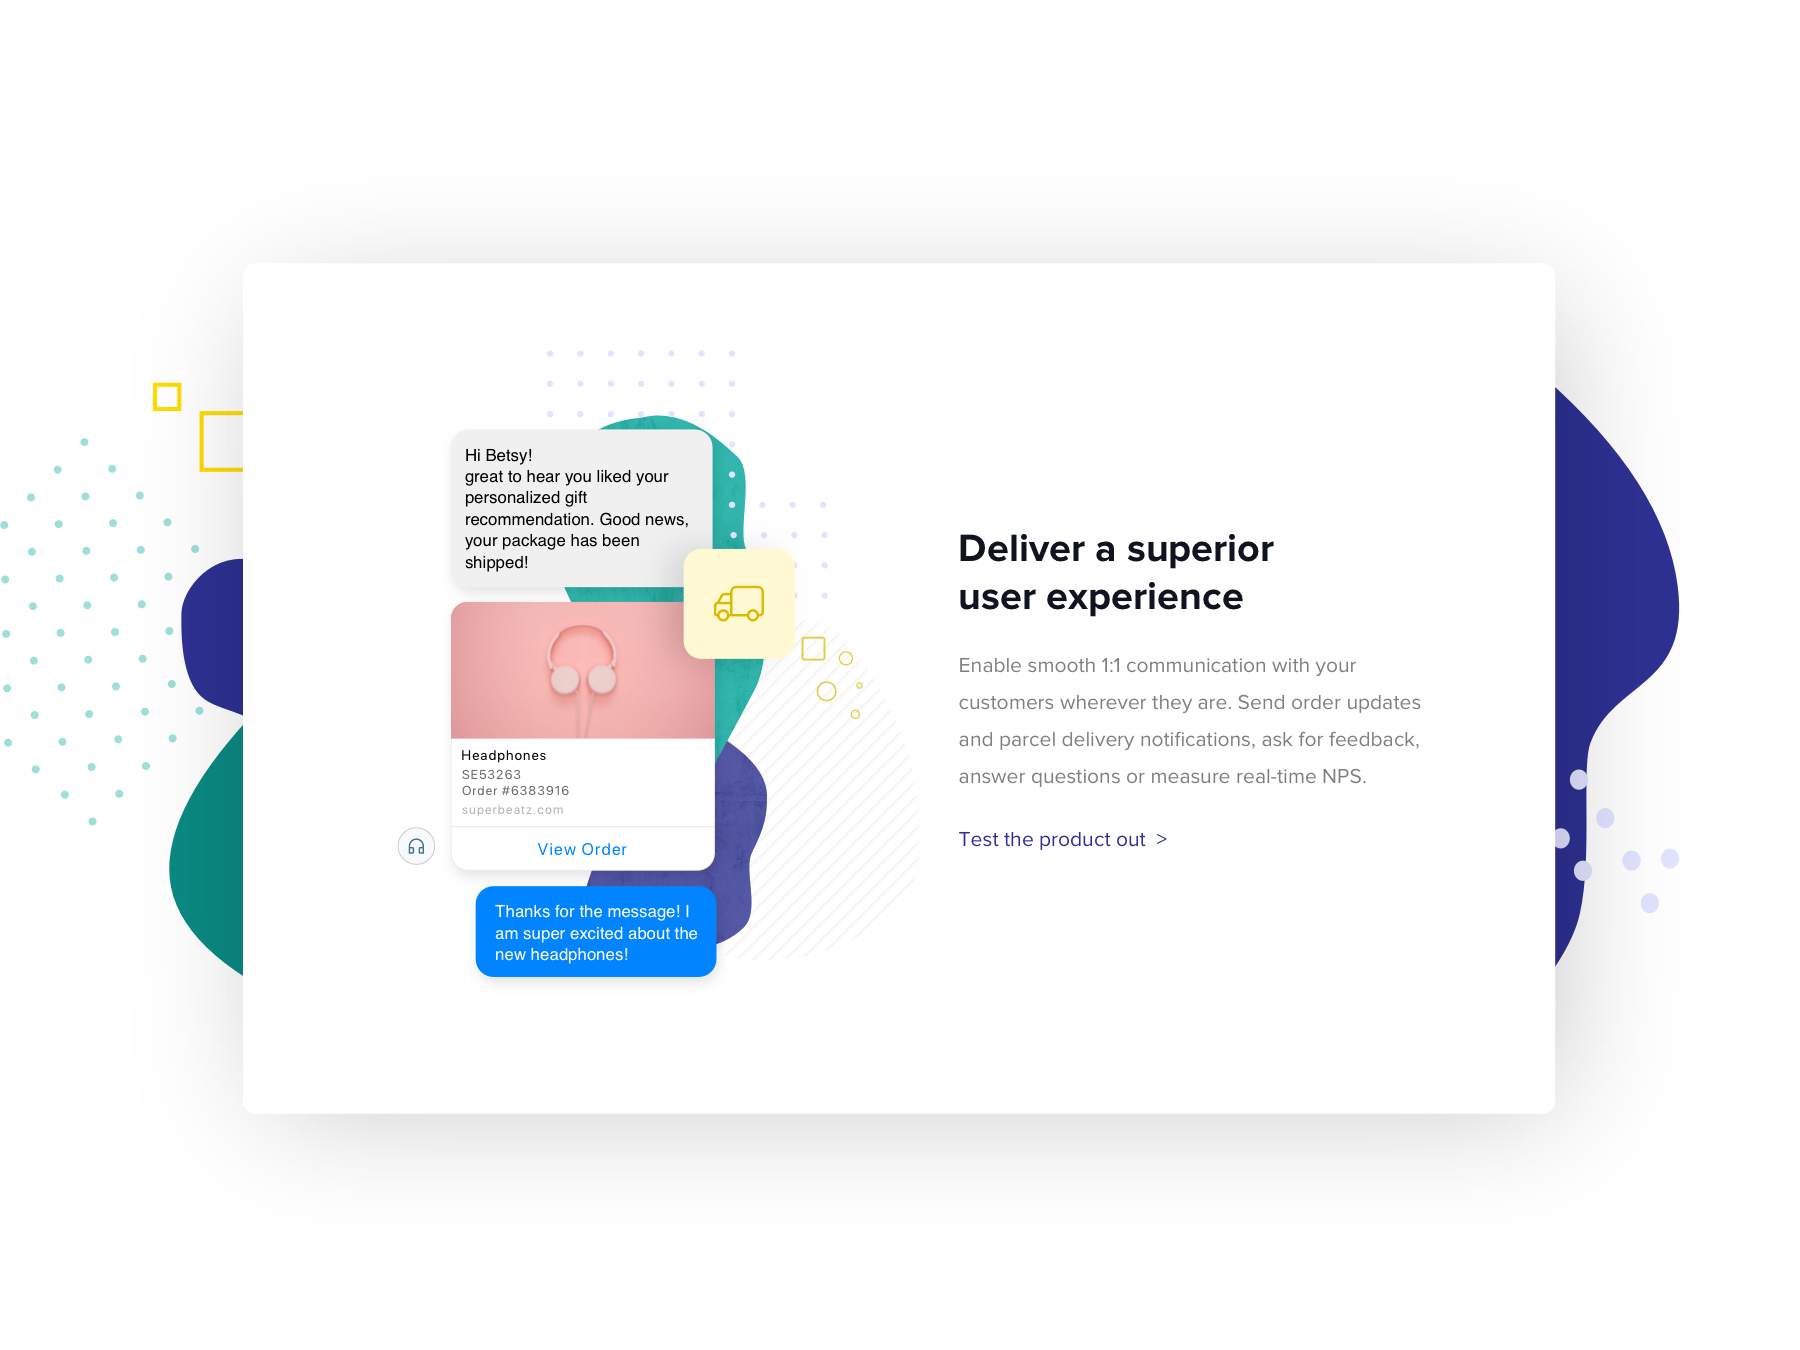 Hi Betsy!
great to hear you liked your
personalized gift
recommendation. Good news,
your package has been
shipped!
Headphones
SE53263
Order #6383916
superbeatz.com
View Order
Thanks for the message! I
am super excited about the
new headphones!
Deliver a superior
user experience
Enable smooth 1:1 communication with your
customers wherever they are. Send order updates
and parcel delivery notifications, ask for feedback,
answer questions or measure real-time NPS.
Test the product out >